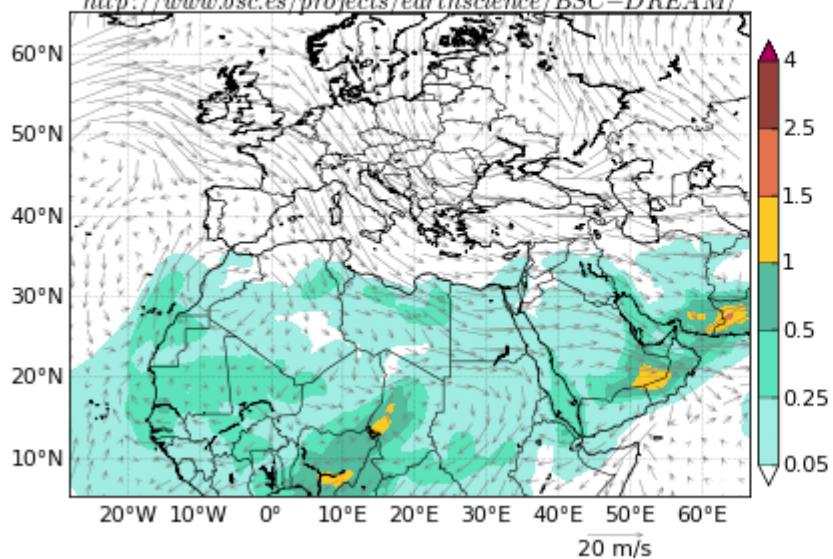 http://www.bsc.es/projects/earthscience/BSC−DREAM/
60°N
50°N
40°N
30°N
20°N
10°N
20°W 10°W 0° 10°E 20°E 30°E 40°E 50°E 60°E
20 m/s
4
2.5
1.5
1
0.5
0.25
0.05